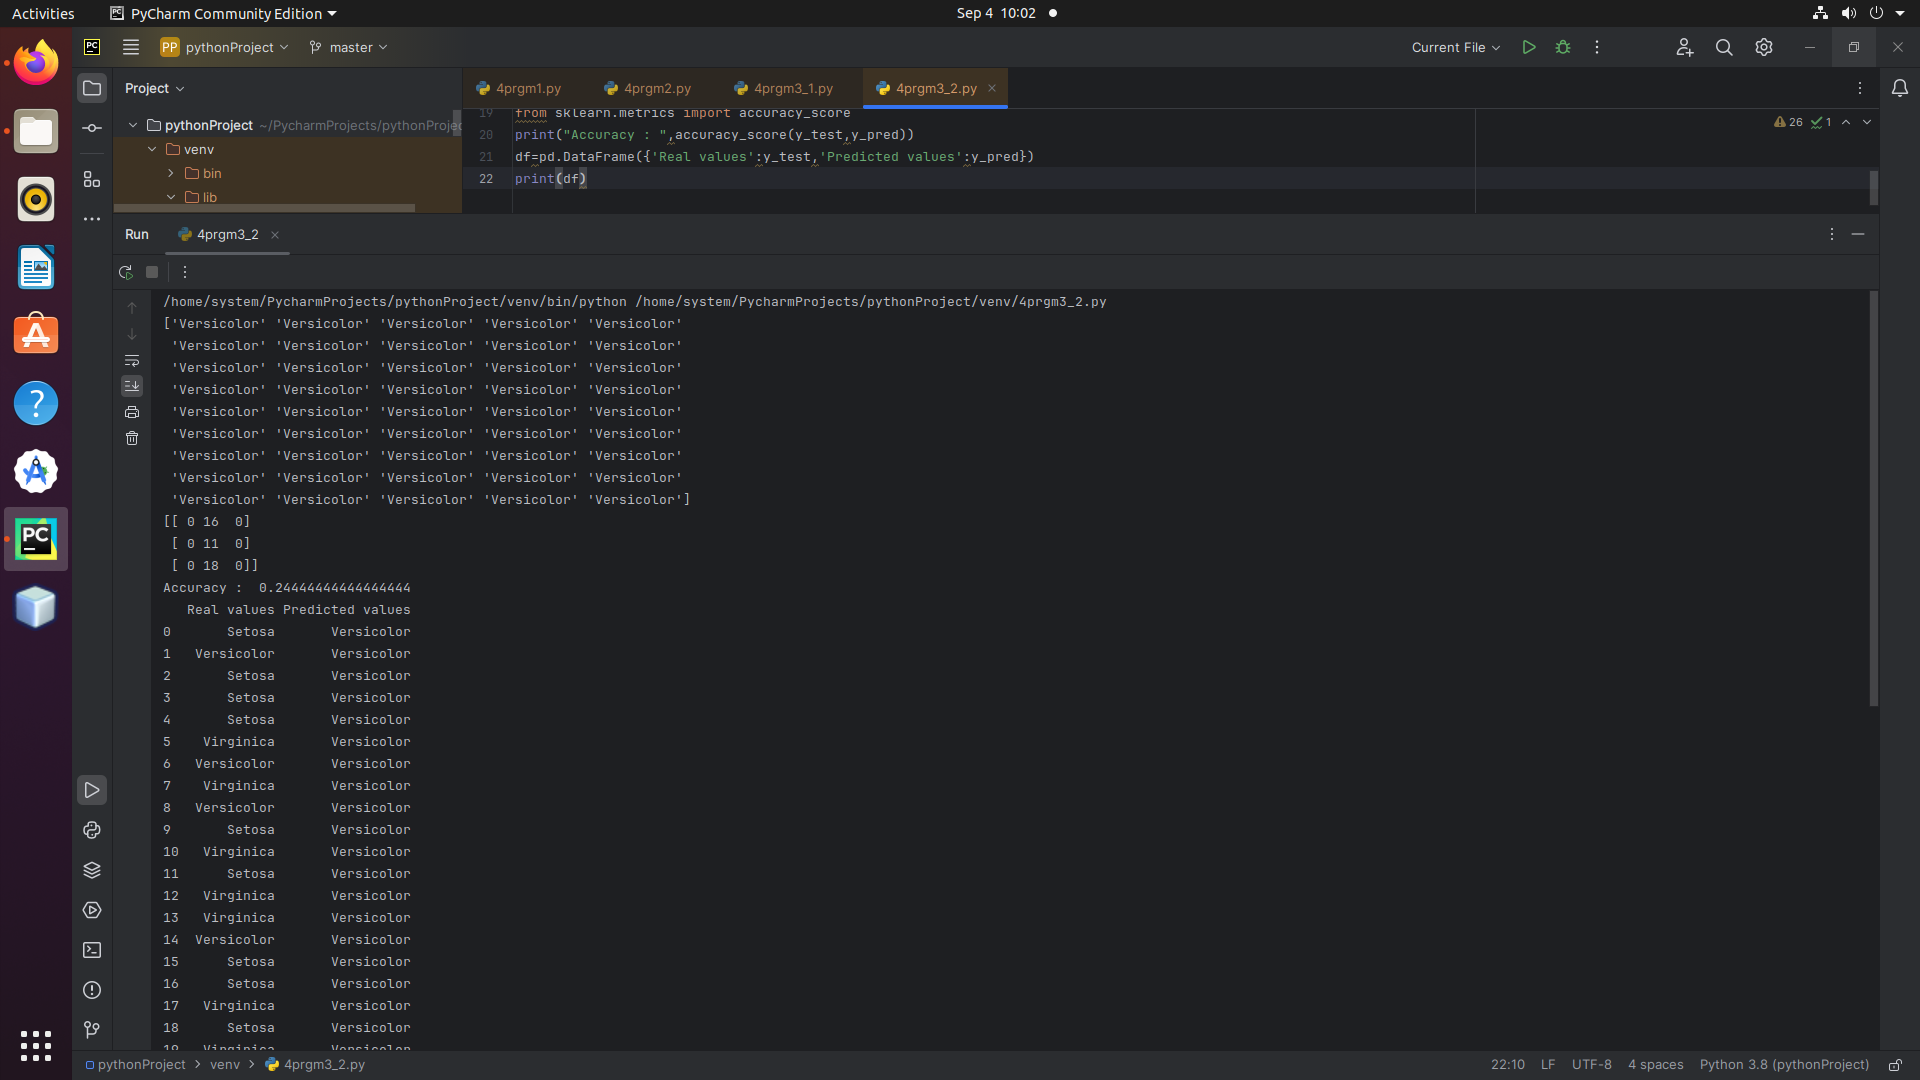 Activities
PyCharm Community Edition
Sep 4 10:02
PC
PP pythonProject
master
Current File
Project
4prgm1.py
4prgm2.py
4prgm3_1.py
4prgm3_2.py
pythonProject ~/PycharmProjects/pythonProjec
venv
bin
lib
19 from sklearn.metrics import accuracy_score
20 print("Accuracy : ",accuracy_score(y_test,y_pred))
21 df=pd.DataFrame({'Real values':y_test,'Predicted values':y_pred})
22 print(df)
26 1
Run 4prgm3_2
/home/system/PycharmProjects/pythonProject/venv/bin/python /home/system/PycharmProjects/pythonProject/venv/4prgm3_2.py
['Versicolor' 'Versicolor' 'Versicolor' 'Versicolor' 'Versicolor'
 'Versicolor' 'Versicolor' 'Versicolor' 'Versicolor' 'Versicolor'
 'Versicolor' 'Versicolor' 'Versicolor' 'Versicolor' 'Versicolor'
 'Versicolor' 'Versicolor' 'Versicolor' 'Versicolor' 'Versicolor'
 'Versicolor' 'Versicolor' 'Versicolor' 'Versicolor' 'Versicolor'
 'Versicolor' 'Versicolor' 'Versicolor' 'Versicolor' 'Versicolor'
 'Versicolor' 'Versicolor' 'Versicolor' 'Versicolor' 'Versicolor'
 'Versicolor' 'Versicolor' 'Versicolor' 'Versicolor' 'Versicolor'
 'Versicolor' 'Versicolor' 'Versicolor' 'Versicolor' 'Versicolor']
[[ 0 16  0]
 [ 0 11  0]
 [ 0 18  0]]
Accuracy :  0.24444444444444444
   Real values Predicted values
0       Setosa       Versicolor
1   Versicolor       Versicolor
2       Setosa       Versicolor
3       Setosa       Versicolor
4       Setosa       Versicolor
5    Virginica       Versicolor
6   Versicolor       Versicolor
7    Virginica       Versicolor
8   Versicolor       Versicolor
9       Setosa       Versicolor
10   Virginica       Versicolor
11      Setosa       Versicolor
12   Virginica       Versicolor
13   Virginica       Versicolor
14  Versicolor       Versicolor
15      Setosa       Versicolor
16      Setosa       Versicolor
17   Virginica       Versicolor
18      Setosa       Versicolor
19   Virginica       Versicolor
PC
pythonProject > venv > 4prgm3_2.py
22:10 LF UTF-8 4 spaces Python 3.8 (pythonProject)